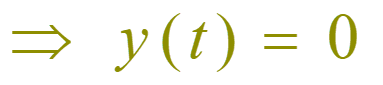 ⇒ y(t) = 0